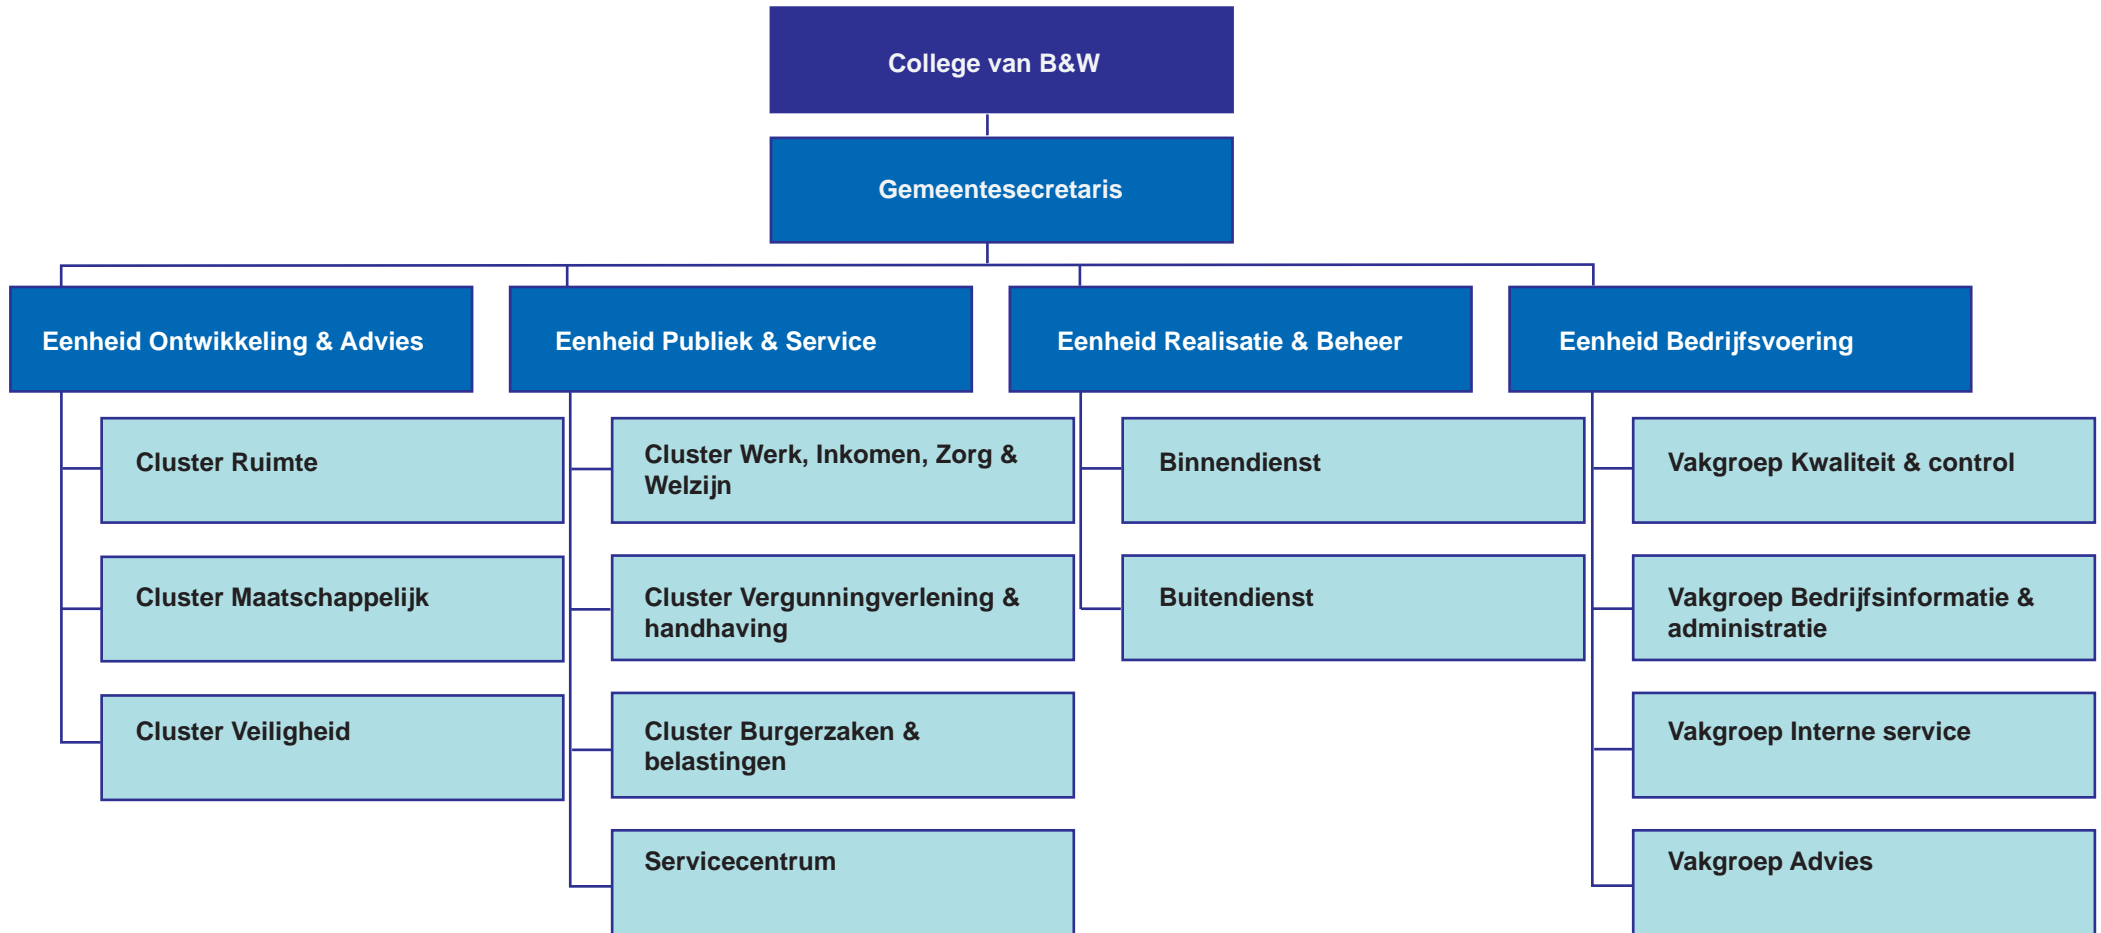 College van B&W
Gemeentesecretaris
Eenheid Ontwikkeling & Advies
Eenheid Publiek & Service
Eenheid Realisatie & Beheer
Eenheid Bedrijfsvoering
Cluster Ruimte
Cluster Maatschappelijk
Cluster Veiligheid
Cluster Werk, Inkomen, Zorg &
Welzijn
Cluster Vergunningverlening &
handhaving
Cluster Burgerzaken &
belastingen
Servicecentrum
Binnendienst
Buitendienst
Vakgroep Kwaliteit & control
Vakgroep Bedrijfsinformatie &
administratie
Vakgroep Interne service
Vakgroep Advies